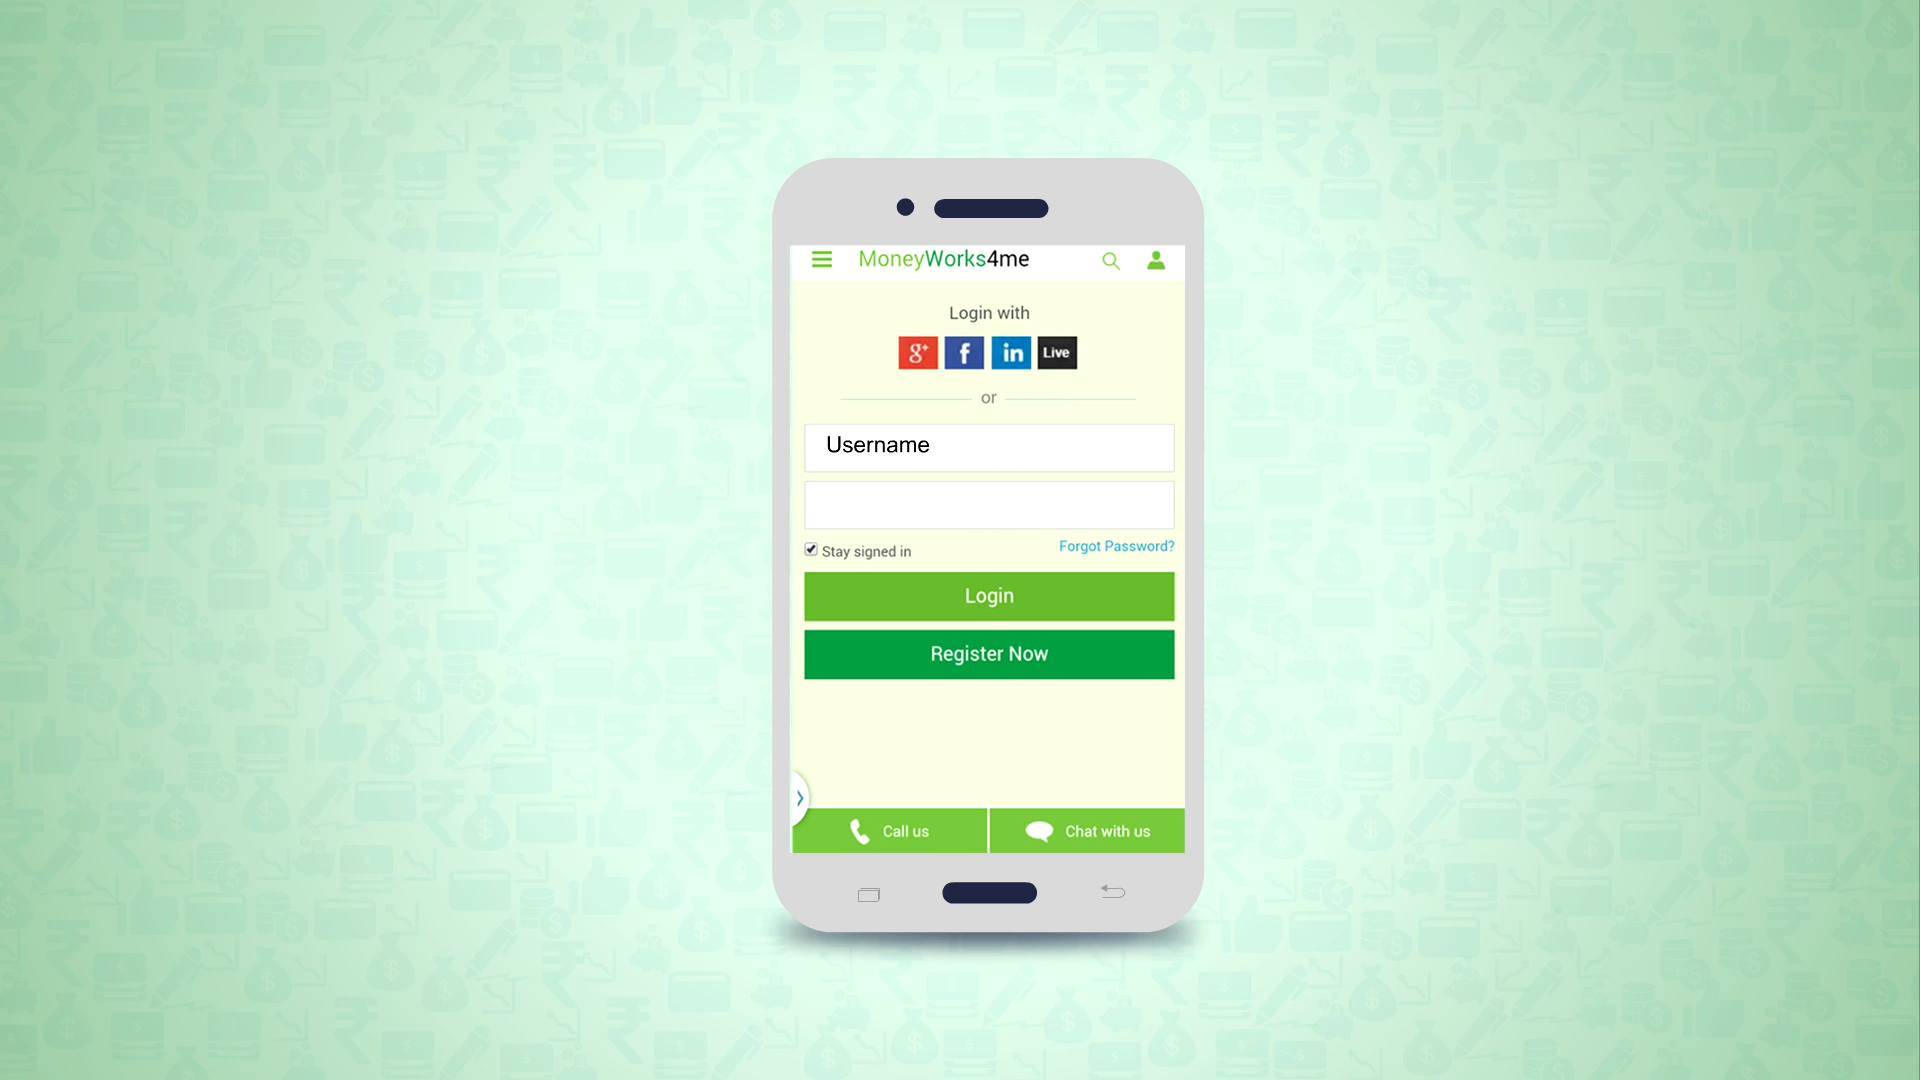 MoneyWorks4me
Login with
g+ f in Live
or
Username
Stay signed in
Forgot Password?
Login
Register Now
Call us
Chat with us